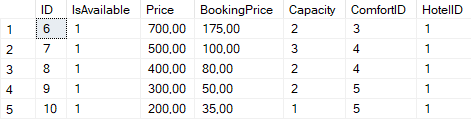 ID IsAvailable Price BookingPrice Capacity ComfortID HotelID
1 6 1 700,00 175,00 2 3 1
2 7 1 500,00 100,00 3 4 1
3 8 1 400,00 80,00 2 4 1
4 9 1 300,00 50,00 2 5 1
5 10 1 200,00 35,00 1 5 1